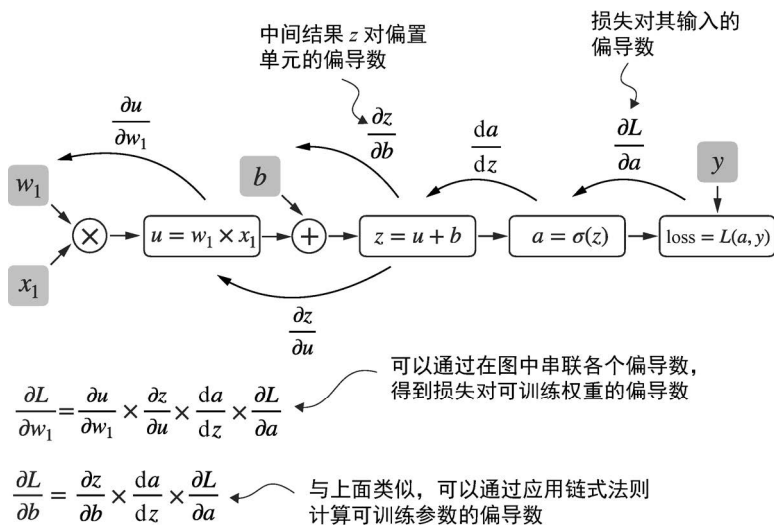 中间结果 z 对偏置
单元的偏导数
损失对其输入的
偏导数
∂u/∂w₁
∂z/∂b
da/dz
∂L/∂a
w₁
b
y
×
u = w₁ × x₁
+
z = u + b
a = σ(z)
loss = L(a, y)
x₁
∂z/∂u
可以通过在图中串联各个偏导数，
得到损失对可训练权重的偏导数
∂L/∂w₁ = ∂u/∂w₁ × ∂z/∂u × da/dz × ∂L/∂a
∂L/∂b = ∂z/∂b × da/dz × ∂L/∂a
与上面类似，可以通过应用链式法则
计算可训练参数的偏导数